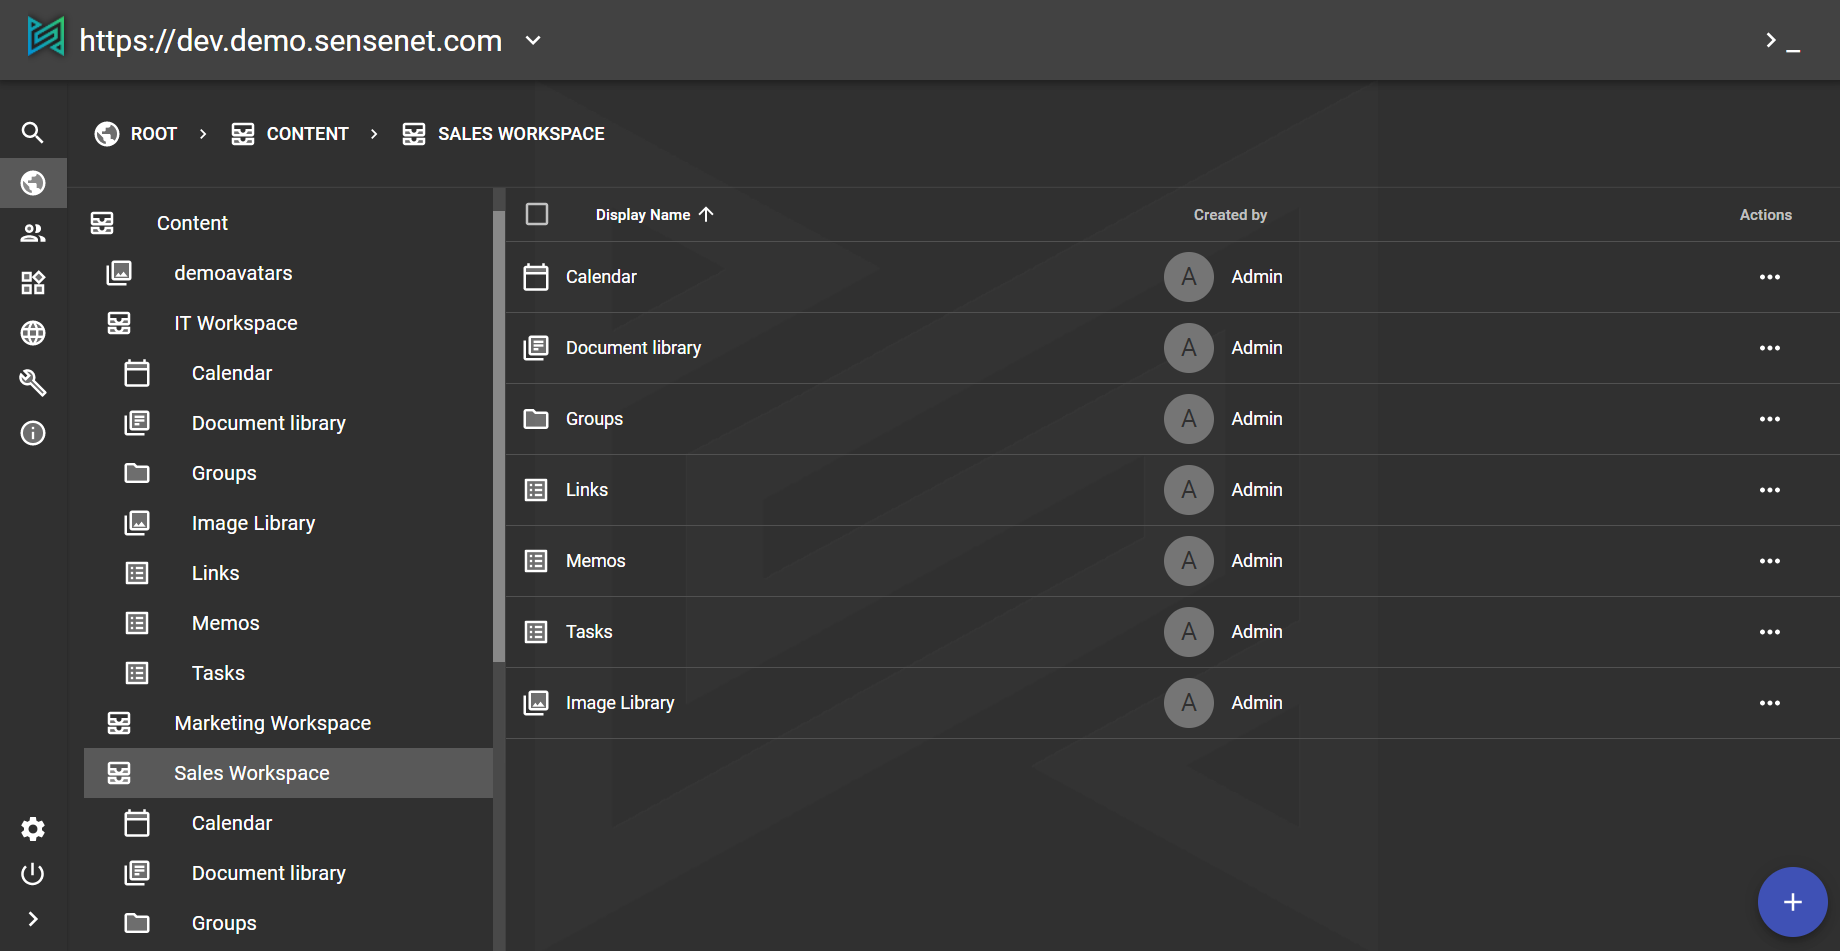 https://dev.demo.sensenet.com
ROOT CONTENT SALES WORKSPACE
Content
demoavatars
IT Workspace
Calendar
Document library
Groups
Image Library
Links
Memos
Tasks
Marketing Workspace
Sales Workspace
Calendar
Document library
Groups
Display Name Created by Actions
Calendar A Admin
Document library A Admin
Groups A Admin
Links A Admin
Memos A Admin
Tasks A Admin
Image Library A Admin